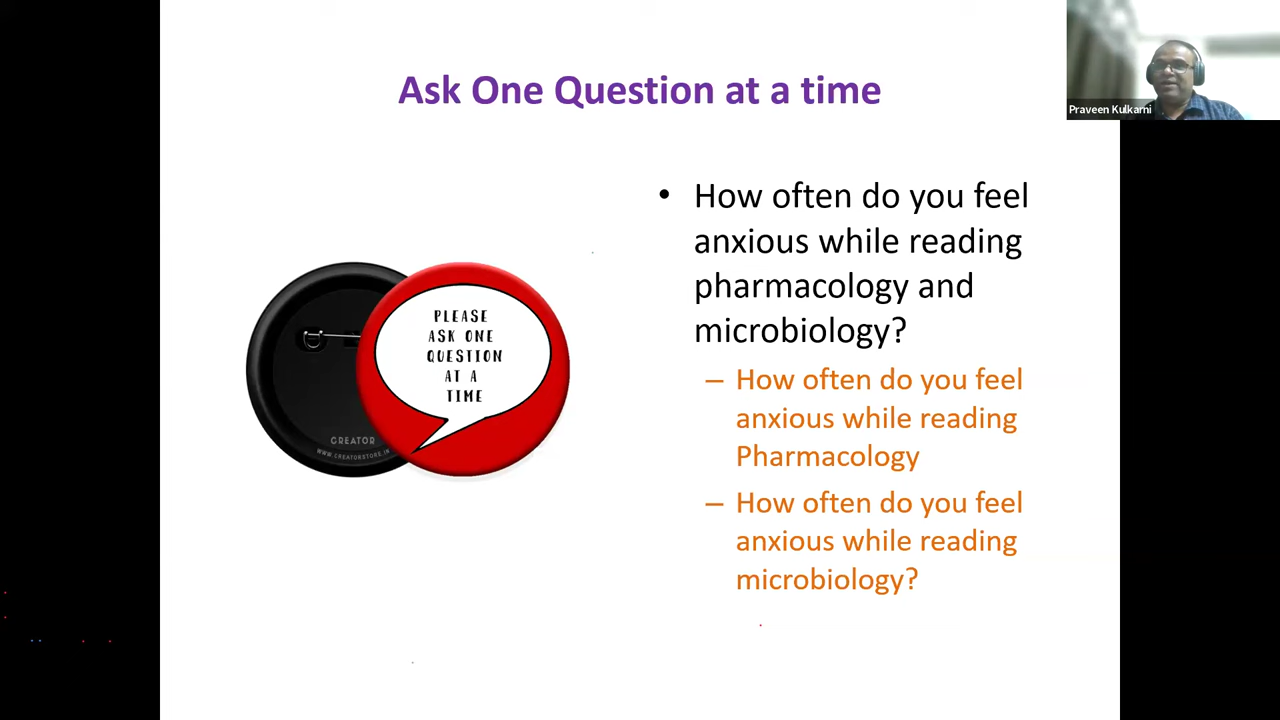 Ask One Question at a time
Praveen Kulkarni
• How often do you feel
anxious while reading
pharmacology and
microbiology?
– How often do you feel
anxious while reading
Pharmacology
– How often do you feel
anxious while reading
microbiology?
PLEASE
ASK ONE
QUESTION
AT A
TIME
CREATOR
WWW.CREATORSTORE.IN